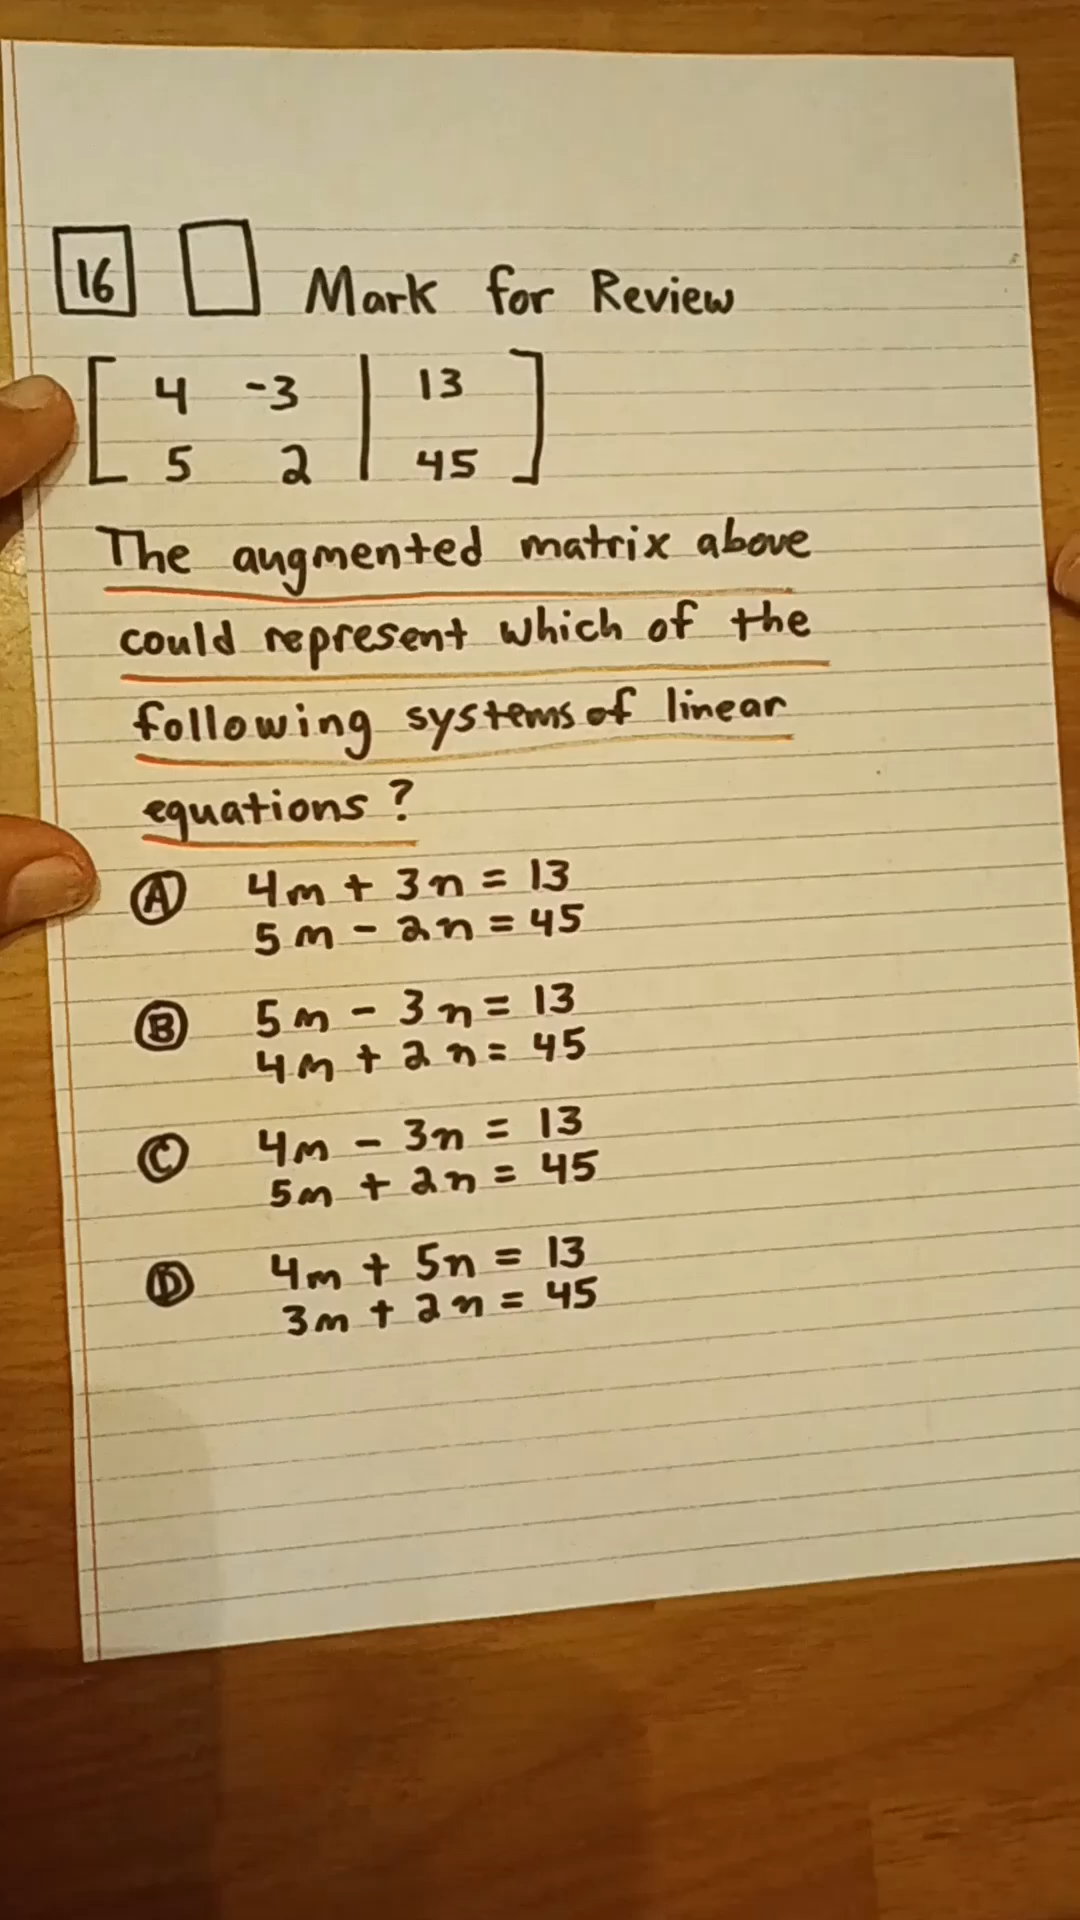 16 Mark for Review
4 -3 | 13
5 2 | 45
The augmented matrix above
could represent which of the
following systems of linear
equations?
A 4m + 3n = 13
5m - 2n = 45
B 5m - 3n = 13
4m + 2n = 45
C 4m - 3n = 13
5m + 2n = 45
D 4m + 5n = 13
3m + 2n = 45